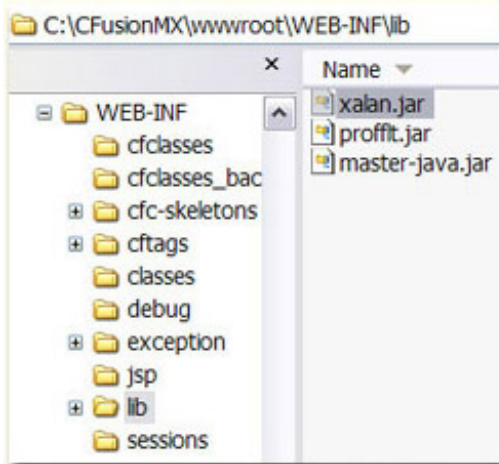 C:\CFusionMX\wwwroot\WEB-INF\lib
Name
WEB-INF
cfclasses
cfclasses_bac
cfc-skeletons
cftags
classes
debug
exception
jsp
lib
sessions
xalan.jar
proffit.jar
master-java.jar